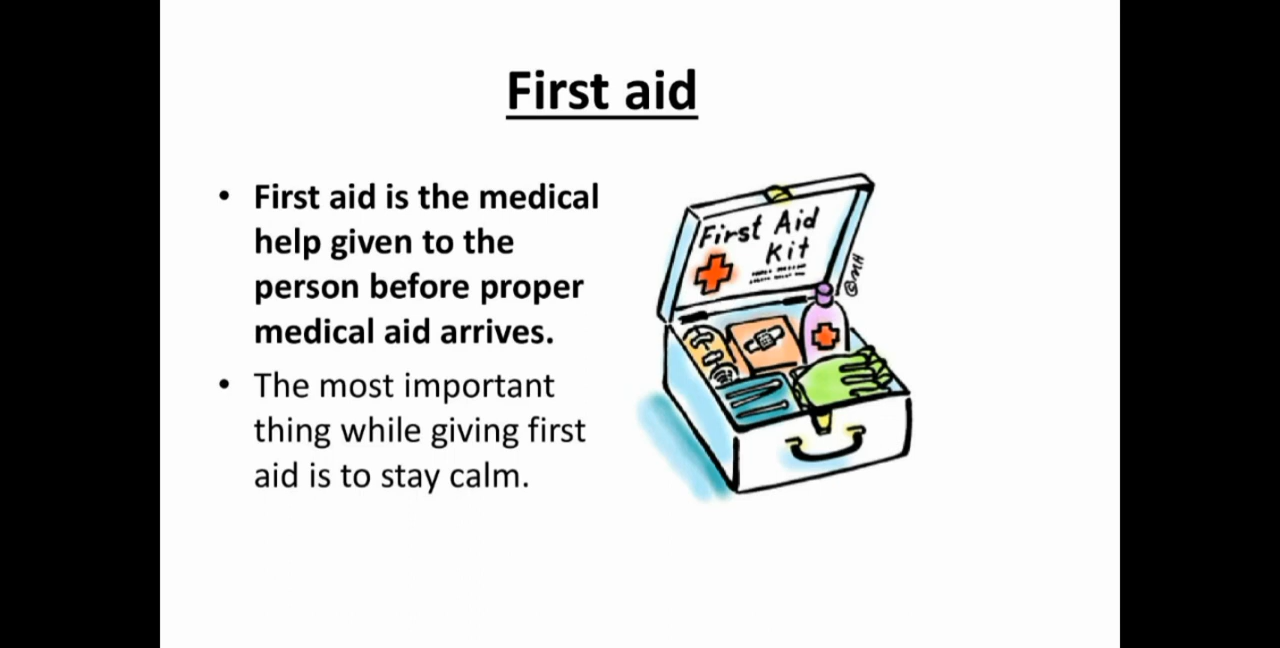 First aid
• First aid is the medical
help given to the
person before proper
medical aid arrives.
• The most important
thing while giving first
aid is to stay calm.
First Aid
Kit
©MH